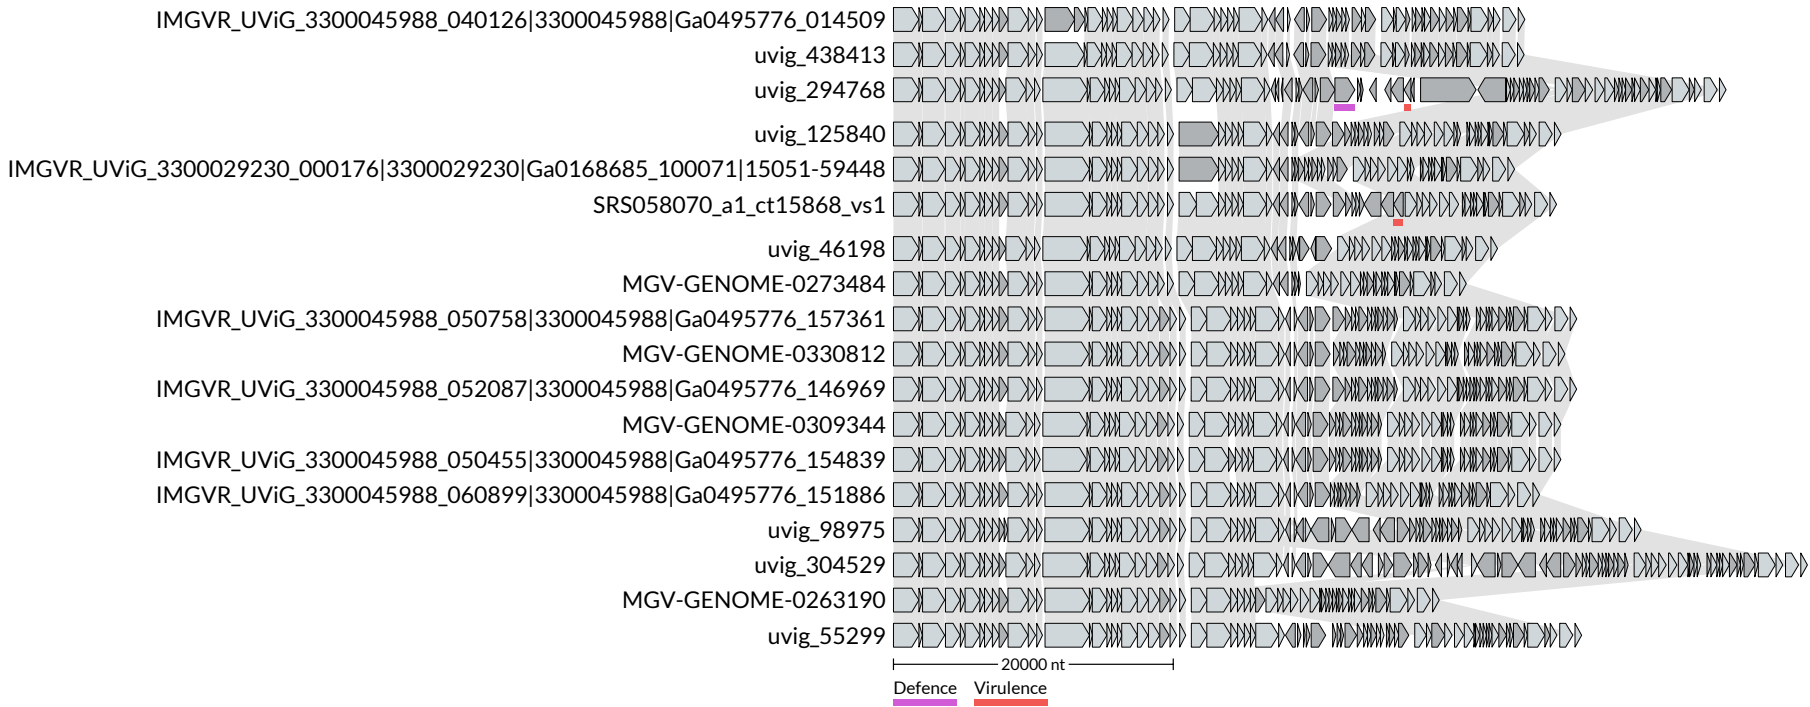 IMGVR_UViG_3300045988_040126|3300045988|Ga0495776_014509
uvig_438413
uvig_294768
uvig_125840
IMGVR_UViG_3300029230_000176|3300029230|Ga0168685_100071|15051-59448
SRS058070_a1_ct15868_vs1
uvig_46198
MGV-GENOME-0273484
IMGVR_UViG_3300045988_050758|3300045988|Ga0495776_157361
MGV-GENOME-0330812
IMGVR_UViG_3300045988_052087|3300045988|Ga0495776_146969
MGV-GENOME-0309344
IMGVR_UViG_3300045988_050455|3300045988|Ga0495776_154839
IMGVR_UViG_3300045988_060899|3300045988|Ga0495776_151886
uvig_98975
uvig_304529
MGV-GENOME-0263190
uvig_55299
20000 nt
Defence Virulence